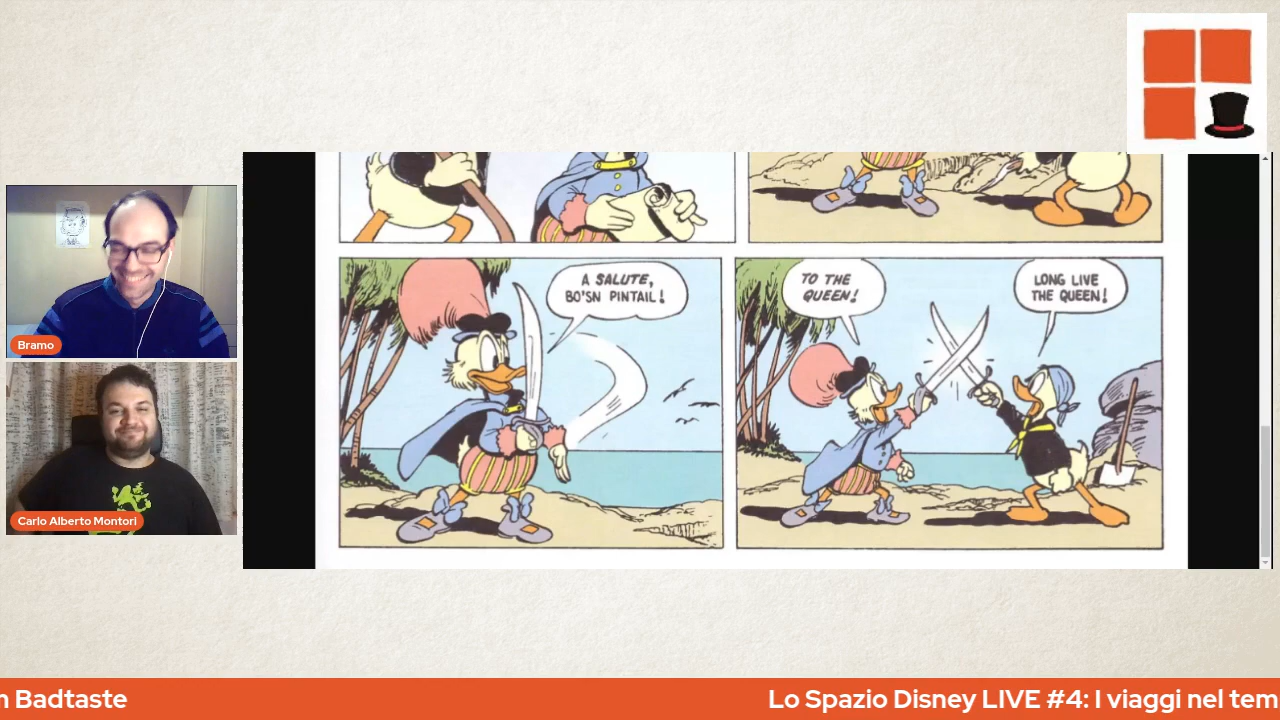 A SALUTE,
BO'SN PINTAIL!
TO THE
QUEEN!
LONG LIVE
THE QUEEN!
Bramo
Carlo Alberto Montori
n Badtaste
Lo Spazio Disney LIVE #4: I viaggi nel tem